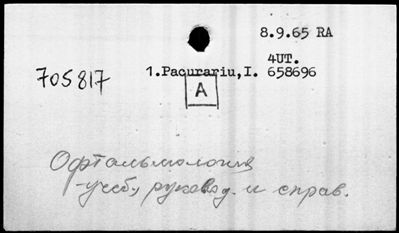 8.9.65 RA
4UT.
705817
1.Pacurariu,I. 658696
A
Офтальмология
-учеб, руковод. и справ.